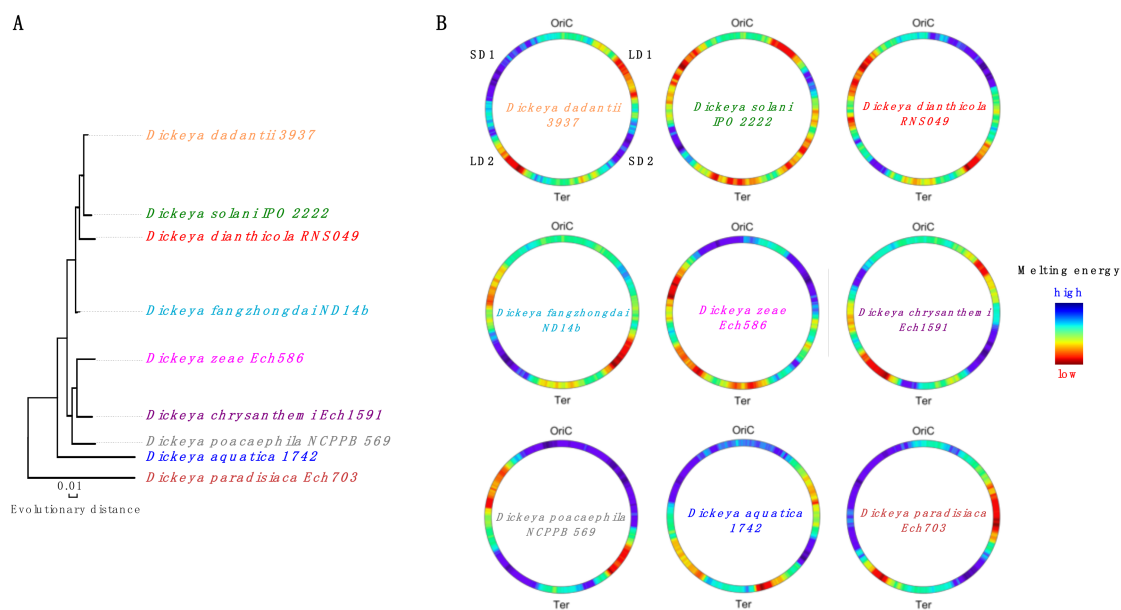 A
Dickeya dadantii 3937
Dickeya solani IPO 2222
Dickeya dianthicola RNS049
Dickeya fangzhongdai ND14b
Dickeya zeae Ech586
Dickeya chrysanthemi Ech1591
Dickeya poacaephila NCPPB 569
Dickeya aquatica 1742
Dickeya paradisiaca Ech703
0.01
Evolutionary distance
B
OriC
SD1
LD1
Dickeya dadantii
3937
LD2
SD2
Ter
OriC
Dickeya solani
IPO 2222
Ter
OriC
Dickeya dianthicola
RNS049
Ter
OriC
Dickeya fangzhongdai
ND14b
Ter
OriC
Dickeya zeae
Ech586
Ter
OriC
Dickeya chrysanthemi
Ech1591
Ter
OriC
Dickeya poacaephila
NCPPB 569
Ter
OriC
Dickeya aquatica
1742
Ter
OriC
Dickeya paradisiaca
Ech703
Ter
Melting energy
high
low